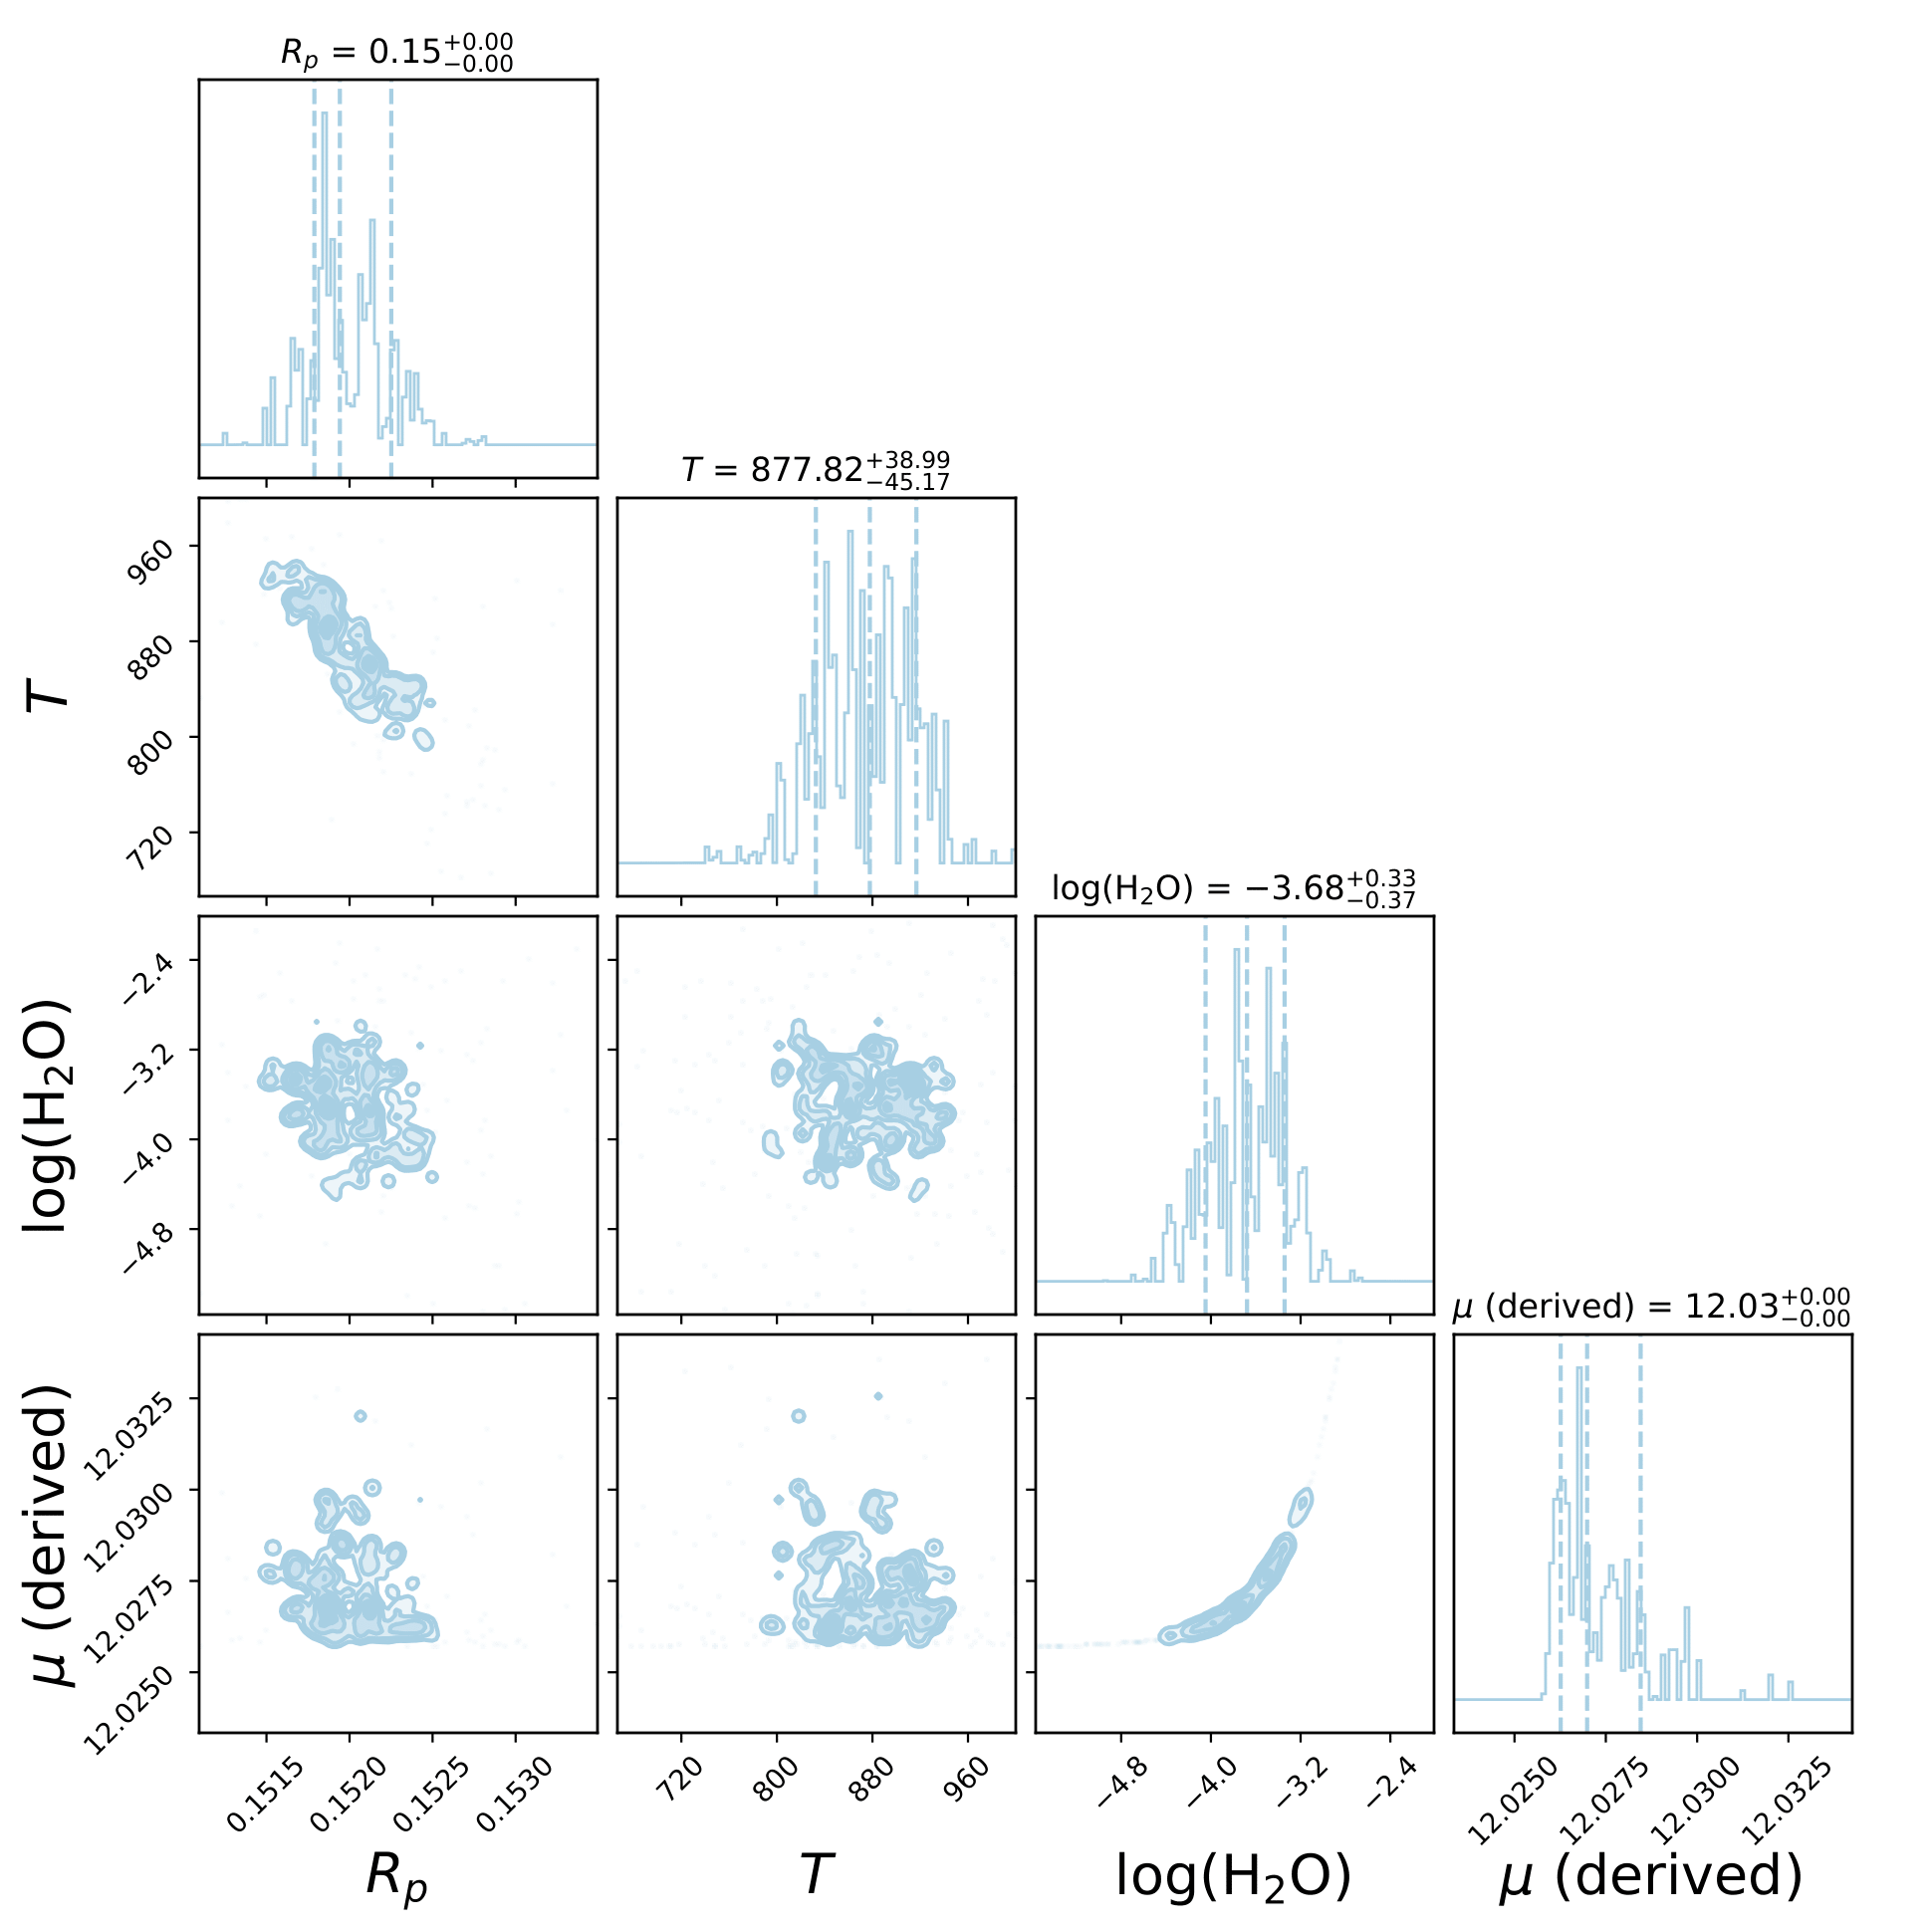 R_p = 0.15 +0.00 −0.00
T = 877.82 +38.99 −45.17
960
880
800
720
T
log(H₂O) = −3.68 +0.33 −0.37
−2.4
−3.2
−4.0
−4.8
log(H₂O)
μ (derived) = 12.03 +0.00 −0.00
12.0325
12.0300
12.0275
12.0250
μ (derived)
0.1515 0.1520 0.1525 0.1530 720 800 880 960 −4.8 −4.0 −3.2 −2.4 12.0250 12.0275 12.0300 12.0325
R_p T log(H₂O) μ (derived)